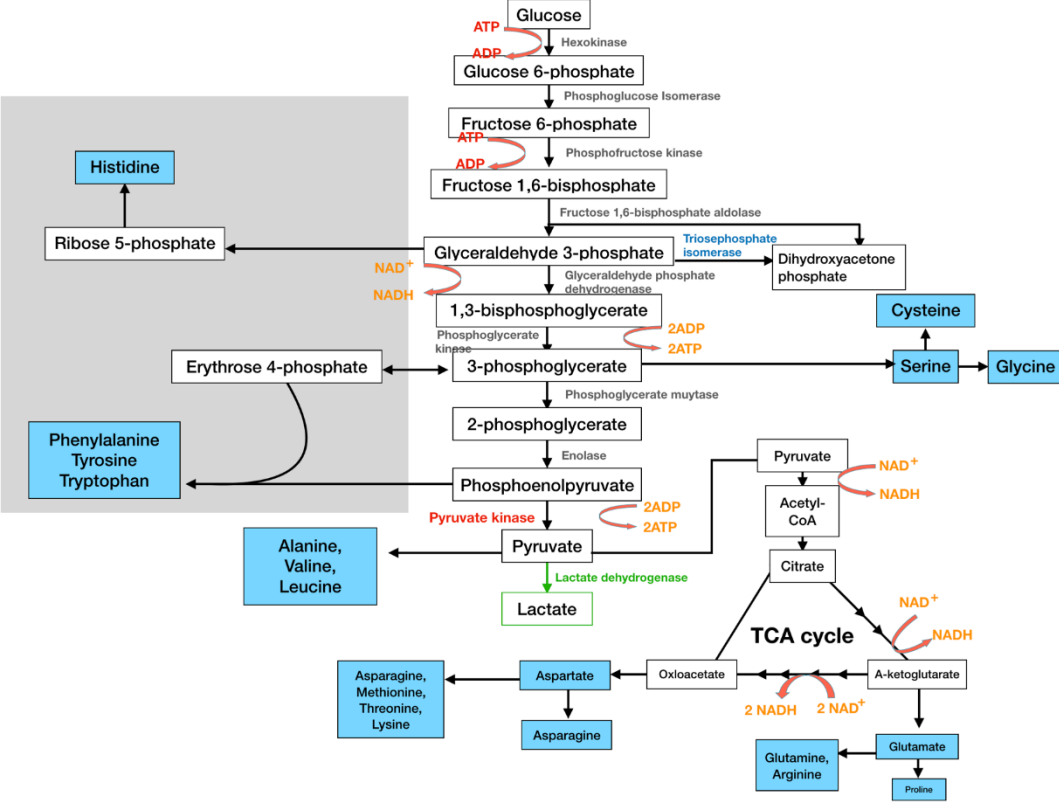 Glucose
ATP
Hexokinase
ADP
Glucose 6-phosphate
Phosphoglucose Isomerase
Fructose 6-phosphate
ATP
Phosphofructose kinase
ADP
Histidine
Fructose 1,6-bisphosphate
Fructose 1,6-bisphosphate aldolase
Ribose 5-phosphate
Glyceraldehyde 3-phosphate
Triosephosphate
isomerase
Dihydroxyacetone
phosphate
NAD+
NADH
Glyceraldehyde phosphate
dehydrogenase
1,3-bisphosphoglycerate
Cysteine
Phosphoglycerate
kinase
2ADP
2ATP
Erythrose 4-phosphate
3-phosphoglycerate
Serine
Glycine
Phosphoglycerate muytase
2-phosphoglycerate
Phenylalanine
Tyrosine
Tryptophan
Enolase
Phosphoenolpyruvate
Pyruvate
NAD+
NADH
Acetyl-
CoA
Pyruvate kinase
2ADP
2ATP
Alanine,
Valine,
Leucine
Pyruvate
Citrate
Lactate dehydrogenase
Lactate
NAD+
NADH
TCA cycle
Asparagine,
Methionine,
Threonine,
Lysine
Aspartate
Oxloacetate
A-ketoglutarate
2 NADH
2 NAD+
Asparagine
Glutamine,
Arginine
Glutamate
Proline